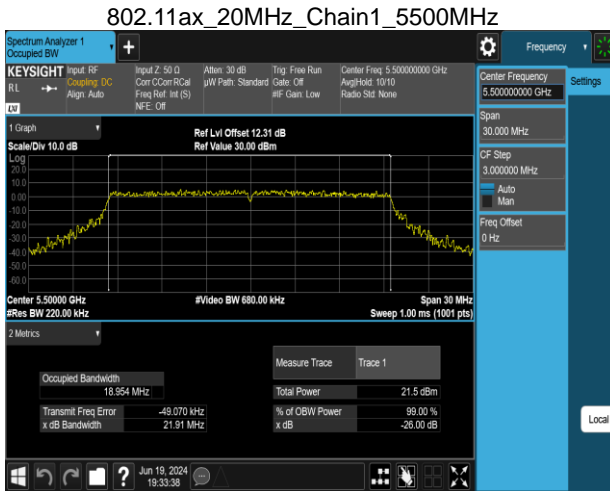 802.11ax_20MHz_Chain1_5500MHz
Spectrum Analyzer 1
Occupied BW
Frequency
KEYSIGHT
RL
LXI
Input: RF
Coupling: DC
Align: Auto
Input Z: 50 Ω
Corr CCorr RCal
Freq Ref: Int (S)
NFE: Off
Atten: 30 dB
µW Path: Standard
Trig: Free Run
Gate: Off
#IF Gain: Low
Center Freq: 5.500000000 GHz
Avg|Hold: 10/10
Radio Std: None
Center Frequency
5.500000000 GHz
Settings
Span
30.000 MHz
CF Step
3.000000 MHz
Auto
Man
Freq Offset
0 Hz
Local
1 Graph
Scale/Div 10.0 dB
Ref Lvl Offset 12.31 dB
Ref Value 30.00 dBm
Log
20.0
10.0
0.00
-10.0
-20.0
-30.0
-40.0
-50.0
-60.0
Center 5.50000 GHz
#Video BW 680.00 kHz
Span 30 MHz
#Res BW 220.00 kHz
Sweep 1.00 ms (1001 pts)
2 Metrics
Measure Trace
Trace 1
Occupied Bandwidth
18.954 MHz
Total Power
21.5 dBm
Transmit Freq Error
-49.070 kHz
% of OBW Power
99.00 %
x dB Bandwidth
21.91 MHz
x dB
-26.00 dB
?
Jun 19, 2024
19:33:38